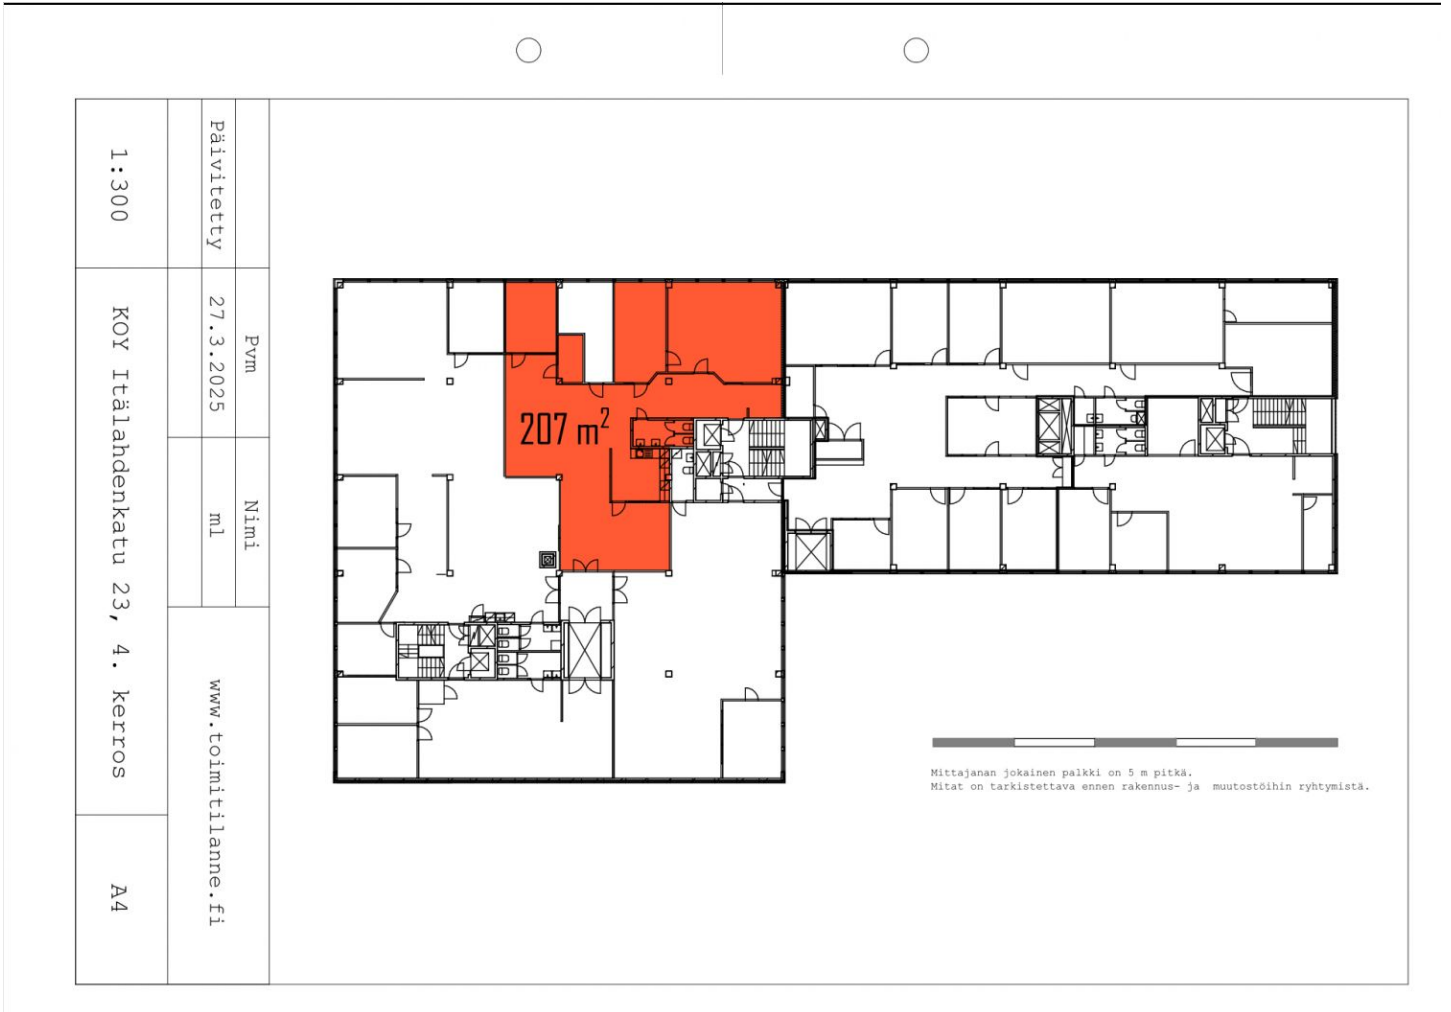 1:300
KOY Itälahdenkatu 23, 4. kerros
A4
Päivitetty
27.3.2025
ml
Pvm
Nimi
www.toimitilanne.fi
207 m²
Mittajanan jokainen palkki on 5 m pitkä.
Mitat on tarkistettava ennen rakennus- ja muutostöihin ryhtymistä.